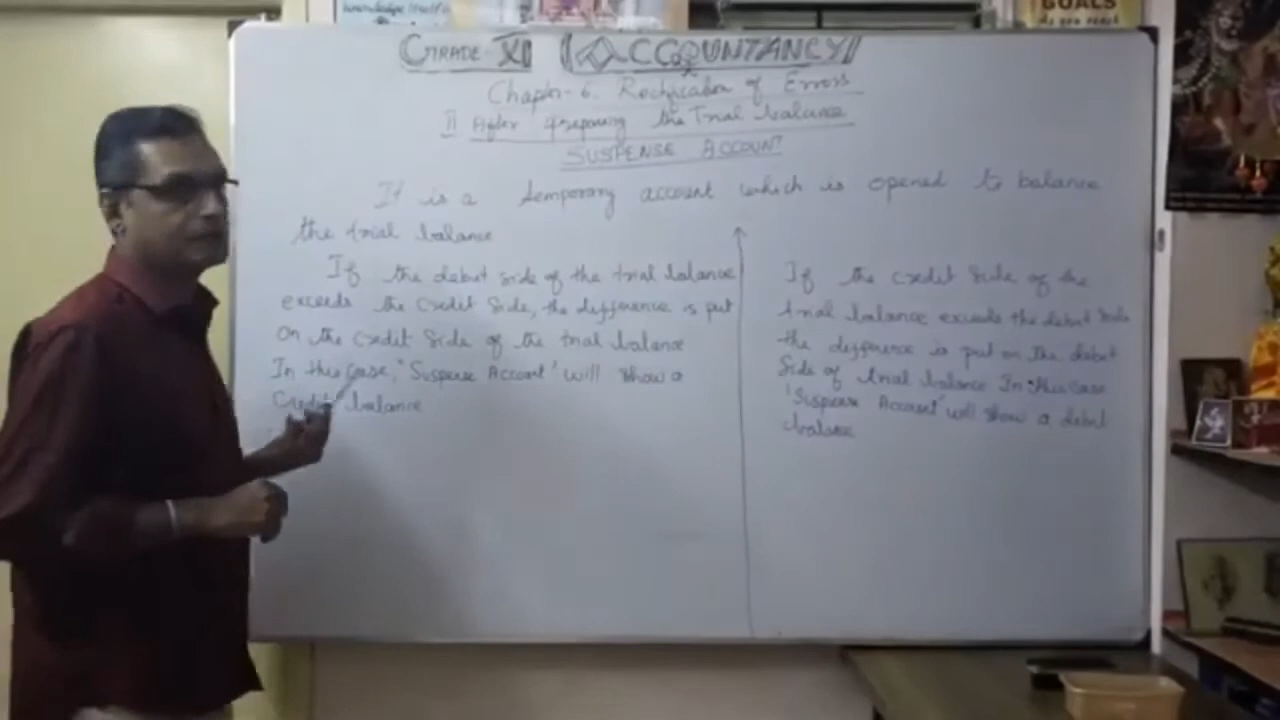 knowledge itself
GOALS
GRADE XI ACCOUNTANCY
Chapter-6. Rectification of Errors
II After preparing the Trial balance
SUSPENSE ACCOUNT
It is a temporary account which is opened to balance
the trial balance
If the debit side of the trial balance
exceeds the credit side, the difference is put
on the credit side of the trial balance
In this case, "Suspense Account" will show a
Credit balance
If the credit side of the
trial balance exceeds the debit side
the difference is put on the debit
side of trial balance In this case
'Suspense Account' will show a debit
balance